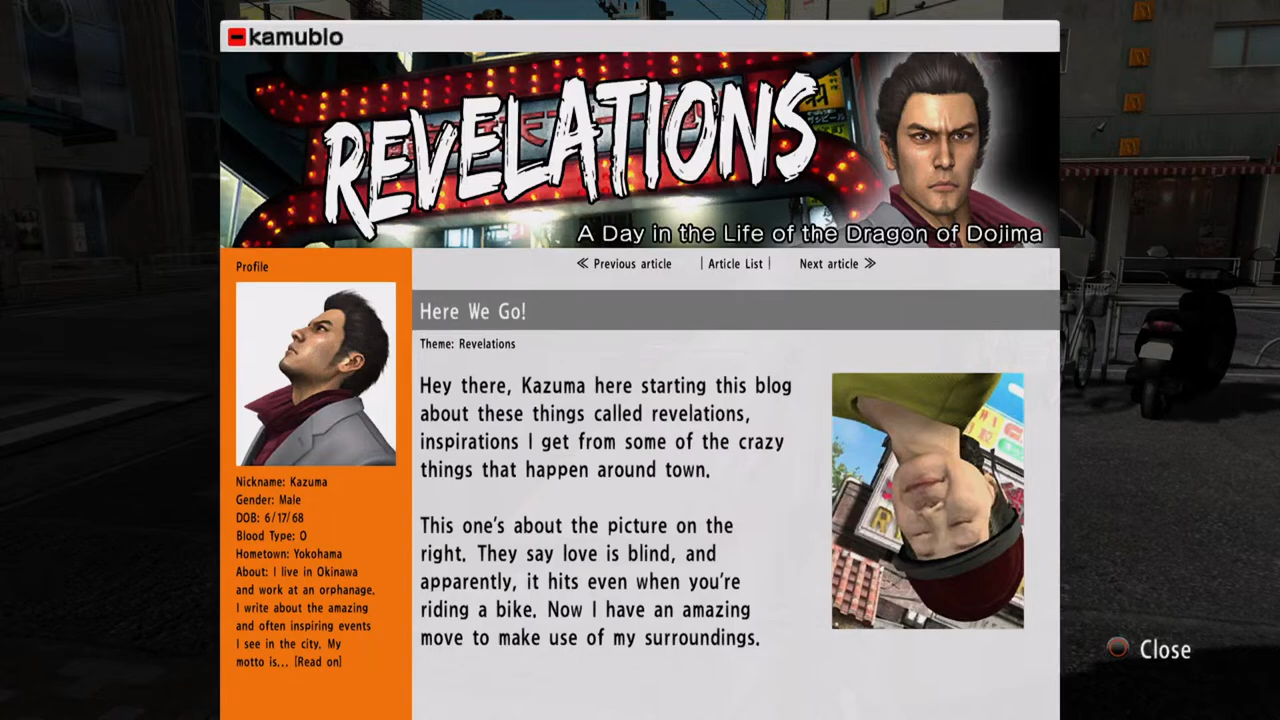 kamublo
REVELATIONS
A Day in the Life of the Dragon of Dojima
≪ Previous article | Article List | Next article ≫
Profile
Nickname: Kazuma
Gender: Male
DOB: 6/17/68
Blood Type: O
Hometown: Yokohama
About: I live in Okinawa
and work at an orphanage.
I write about the amazing
and often inspiring events
I see in the city. My
motto is... [Read on]
Here We Go!
Theme: Revelations
Hey there, Kazuma here starting this blog
about these things called revelations,
inspirations I get from some of the crazy
things that happen around town.
This one's about the picture on the
right. They say love is blind, and
apparently, it hits even when you're
riding a bike. Now I have an amazing
move to make use of my surroundings.
Close